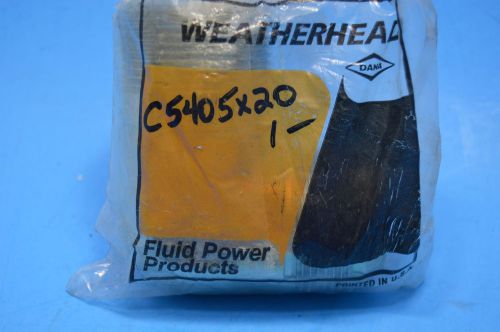 WEATHERHEAD
DANA
C5405x20
1-
Fluid Power
Products
PRINTED IN U.S.A.